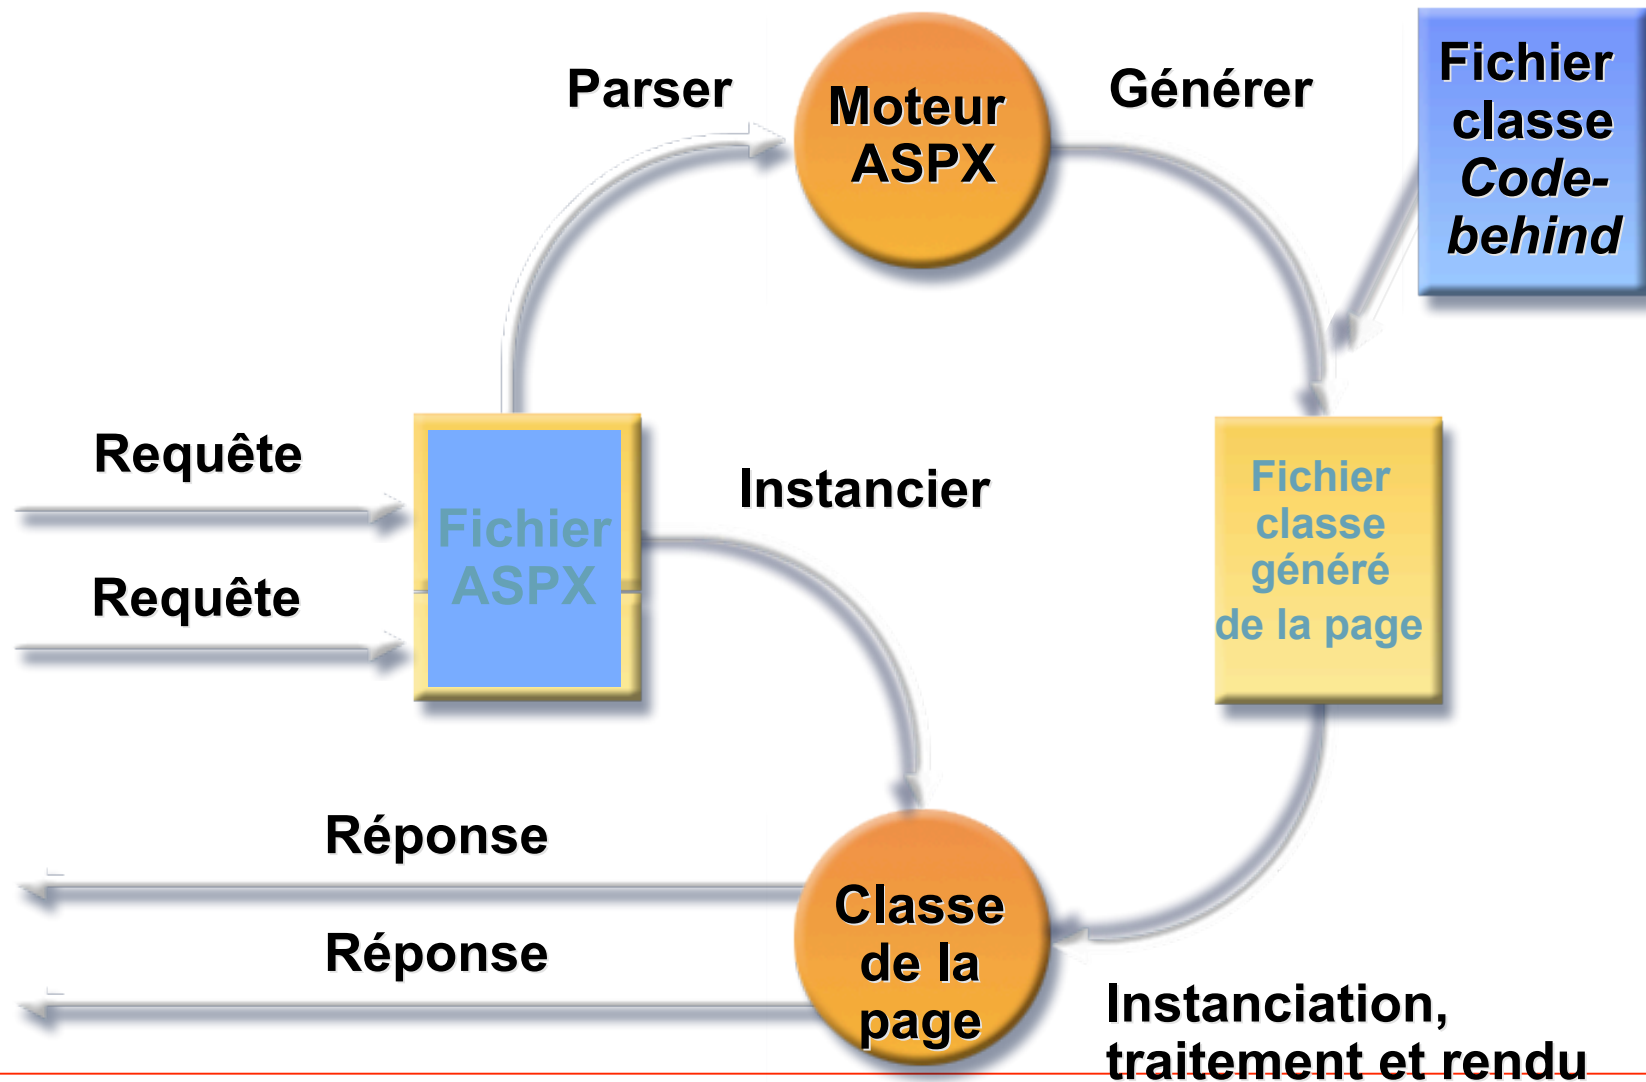 Parser
Moteur
ASPX
Générer
Fichier
classe
Code-
behind
Requête
Requête
Fichier
ASPX
Instancier
Fichier
classe
généré
de la page
Réponse
Réponse
Classe
de la
page
Instanciation,
traitement et rendu